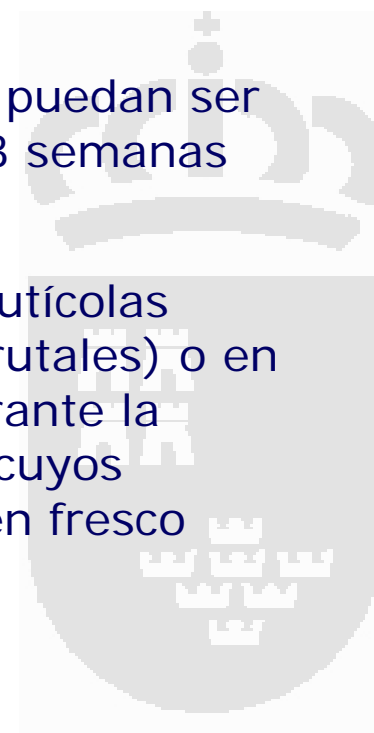 puedan ser
3 semanas
utícolas
rutales) o en
rante la
cuyos
en fresco